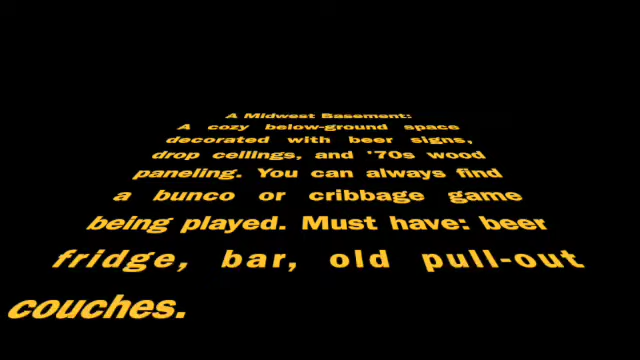 A Midwest Basement:
A cozy below-ground space
decorated with beer signs,
drop ceilings, and '70s wood
paneling. You can always find
a bunco or cribbage game
being played. Must have: beer
fridge, bar, old pull-out
couches.